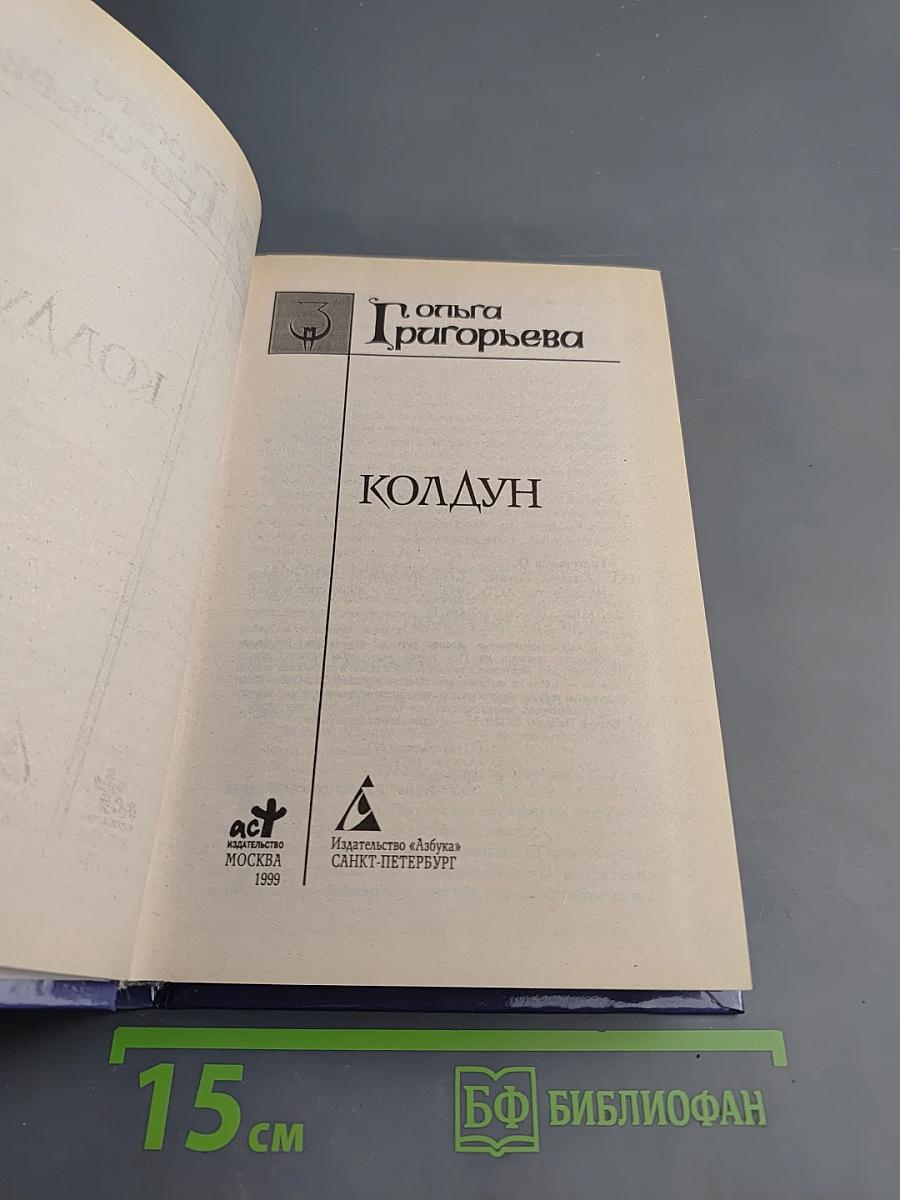 Ольга
Григорьева
КОЛДУН
аст
ИЗДАТЕЛЬСТВО
МОСКВА
1999
Издательство «Азбука»
САНКТ-ПЕТЕРБУРГ
15 СМ
БФ БИБЛИОФАН